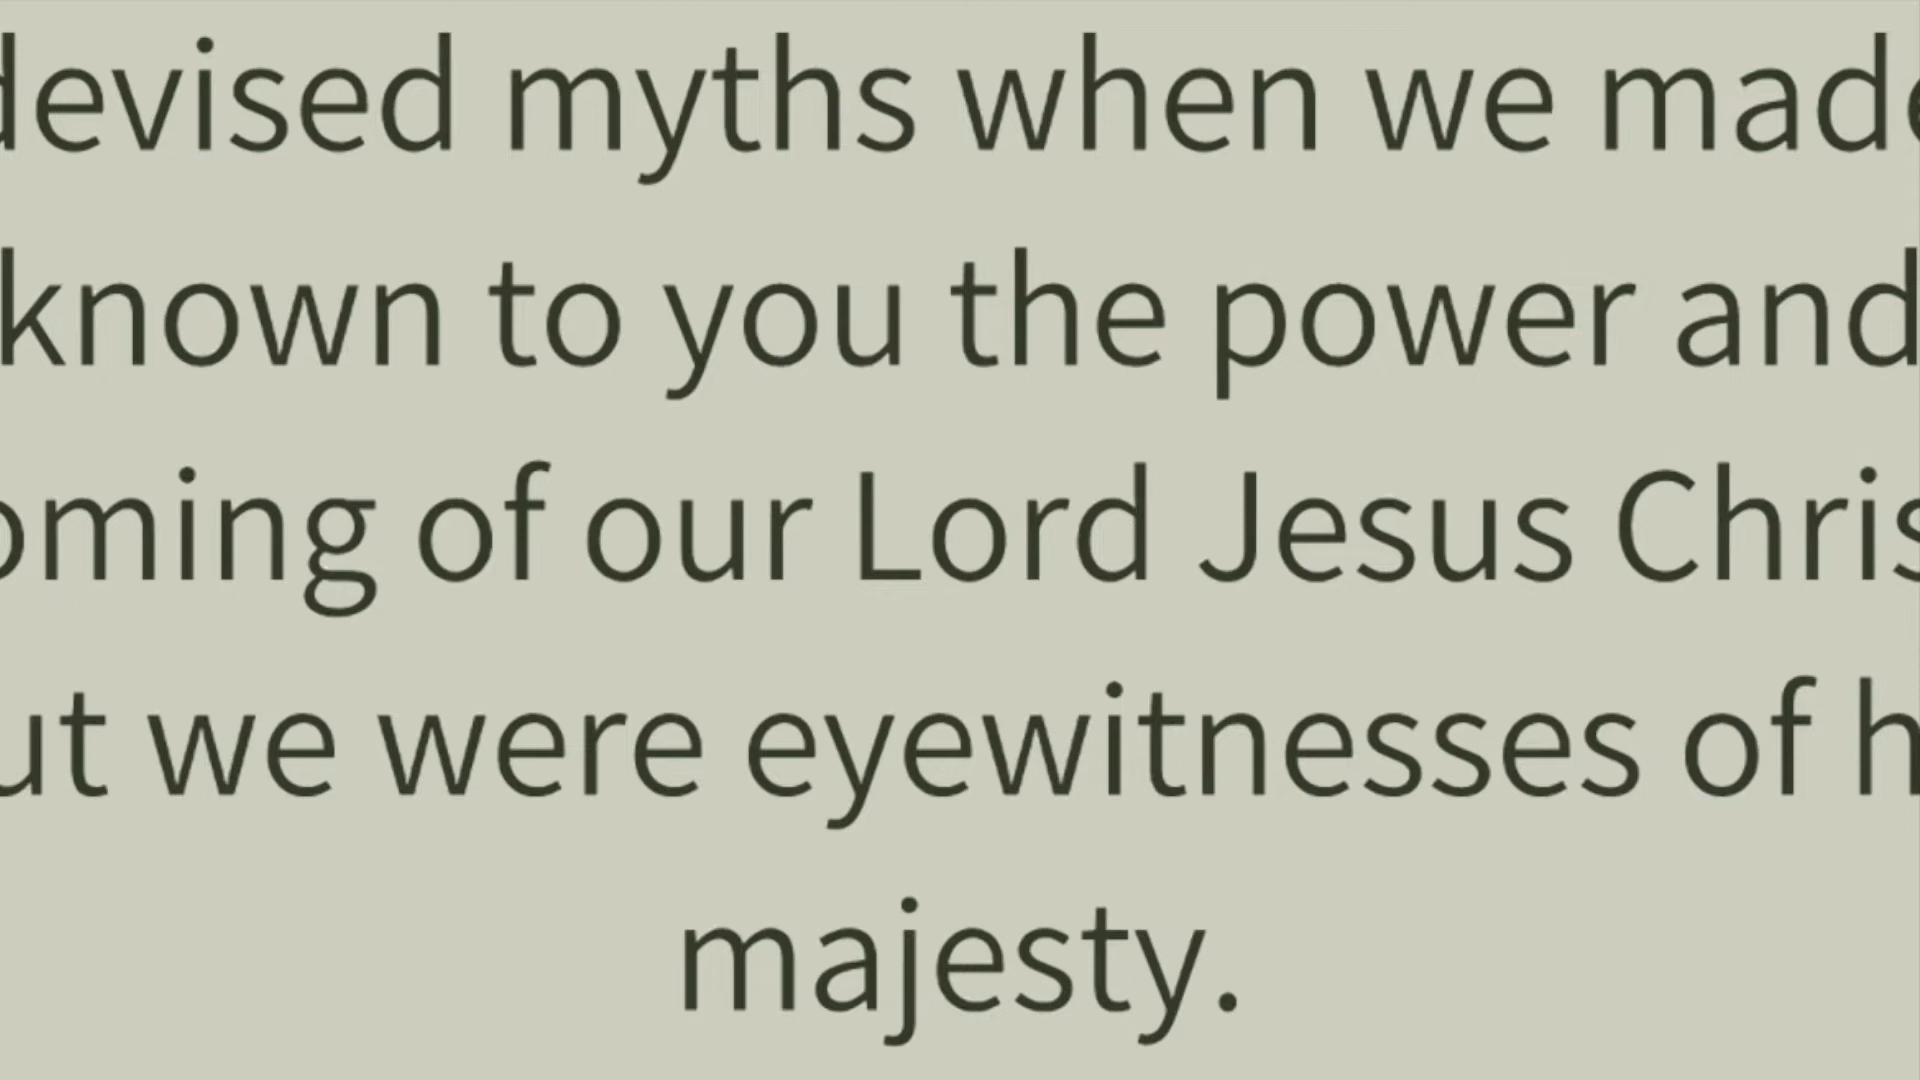 devised myths when we made
known to you the power and
oming of our Lord Jesus Chris
ut we were eyewitnesses of h
majesty.